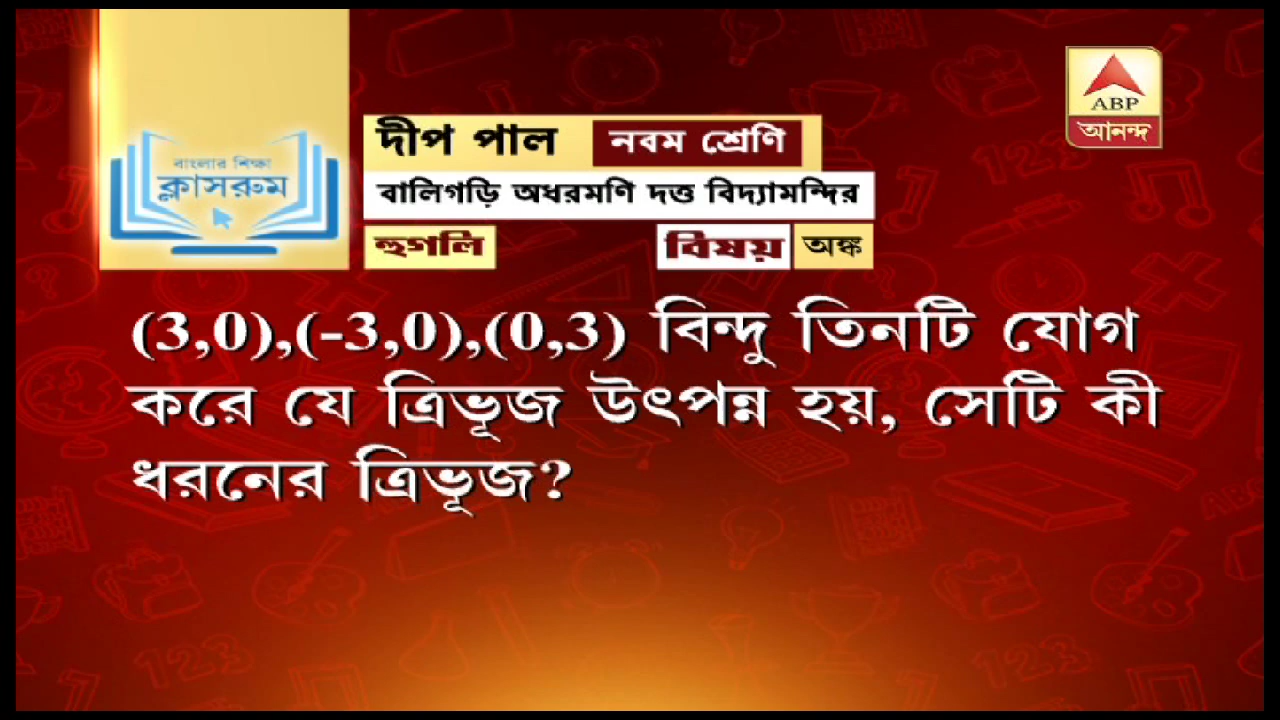 ABP
আনন্দ
বাংলার শিক্ষা
ক্লাসরুম
দীপ পাল নবম শ্রেণি
বালিগড়ি অধরমণি দত্ত বিদ্যামন্দির
হুগলি বিষয় অঙ্ক
(3,0),(-3,0),(0,3) বিন্দু তিনটি যোগ
করে যে ত্রিভূজ উৎপন্ন হয়, সেটি কী
ধরনের ত্রিভূজ?